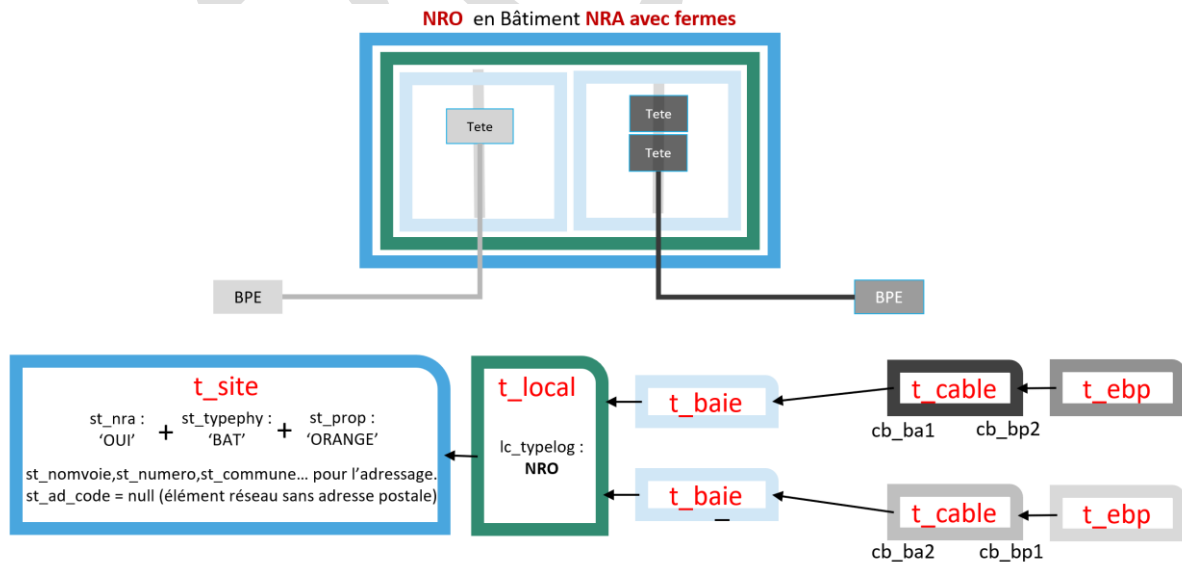 NRO en Bâtiment NRA avec fermes
Tete
Tete
Tete
BPE
BPE
t_site
st_nra :
'OUI'
+
st_typephy :
'BAT'
+
st_prop :
'ORANGE'
st_nomvoie,st_numero,st_commune... pour l'adressage.
st_ad_code = null (élément réseau sans adresse postale)
t_local
lc_typelog :
NRO
t_baie
t_cable
t_ebp
cb_ba1
cb_bp2
t_baie
t_cable
t_ebp
cb_ba2
cb_bp1